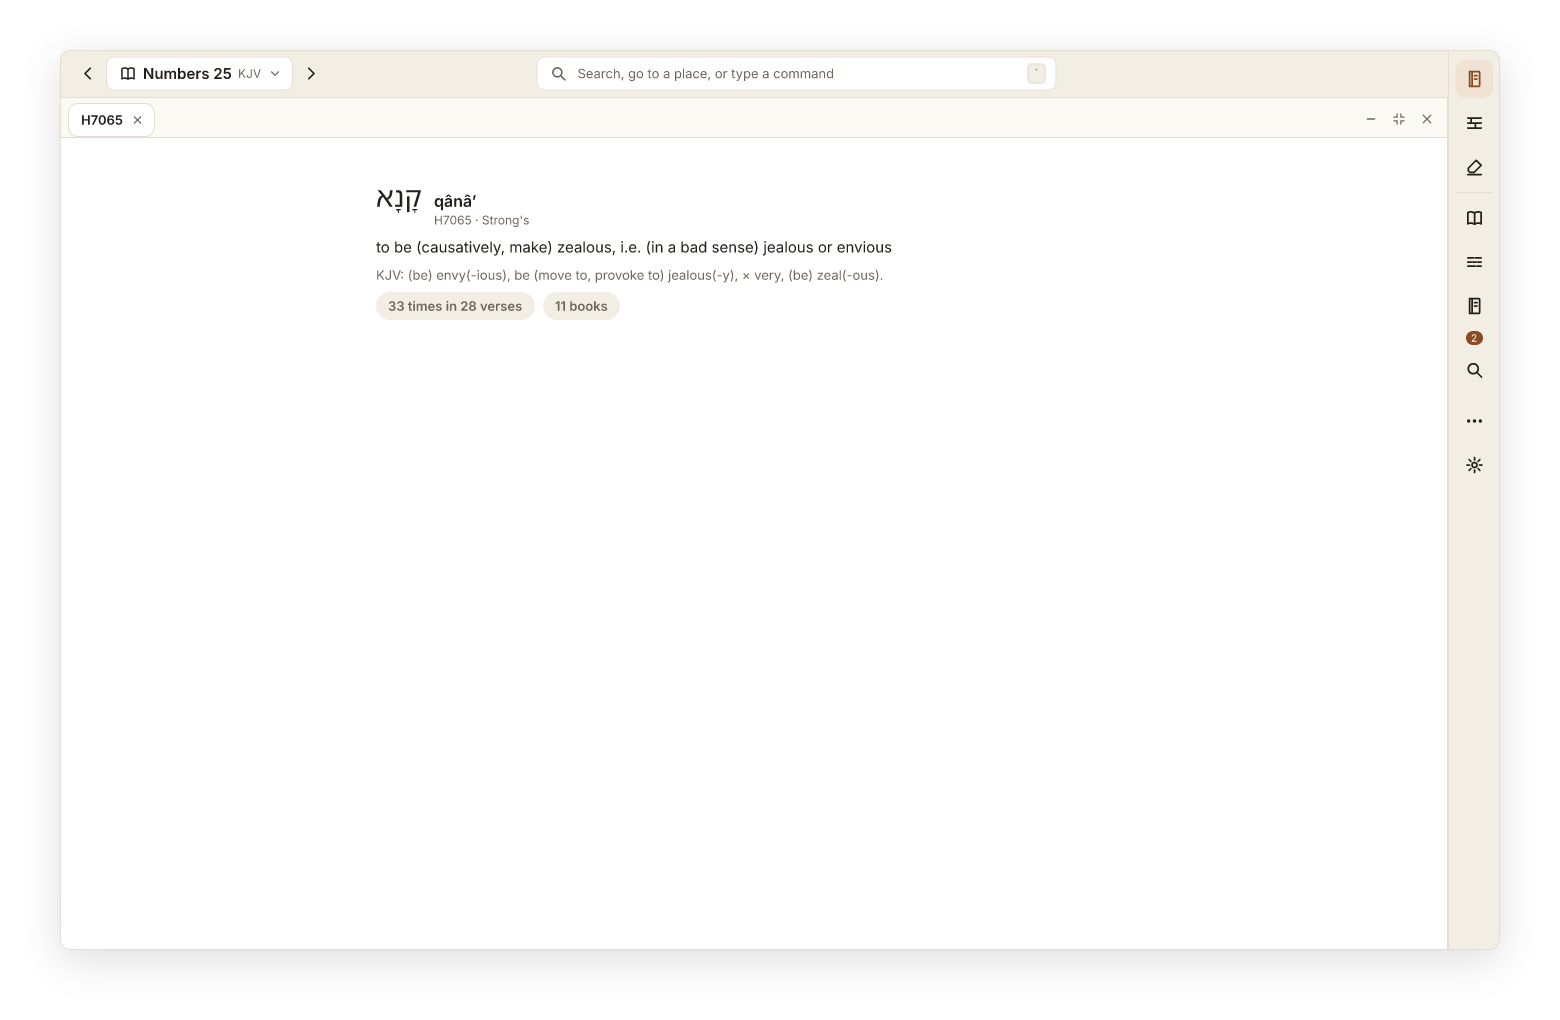 Numbers 25 KJV
Search, go to a place, or type a command `
H7065
קָנָא qânâʼ
H7065 · Strong's
to be (causatively, make) zealous, i.e. (in a bad sense) jealous or envious
KJV: (be) envy(-ious), be (move to, provoke to) jealous(-y), × very, (be) zeal(-ous).
33 times in 28 verses 11 books
2